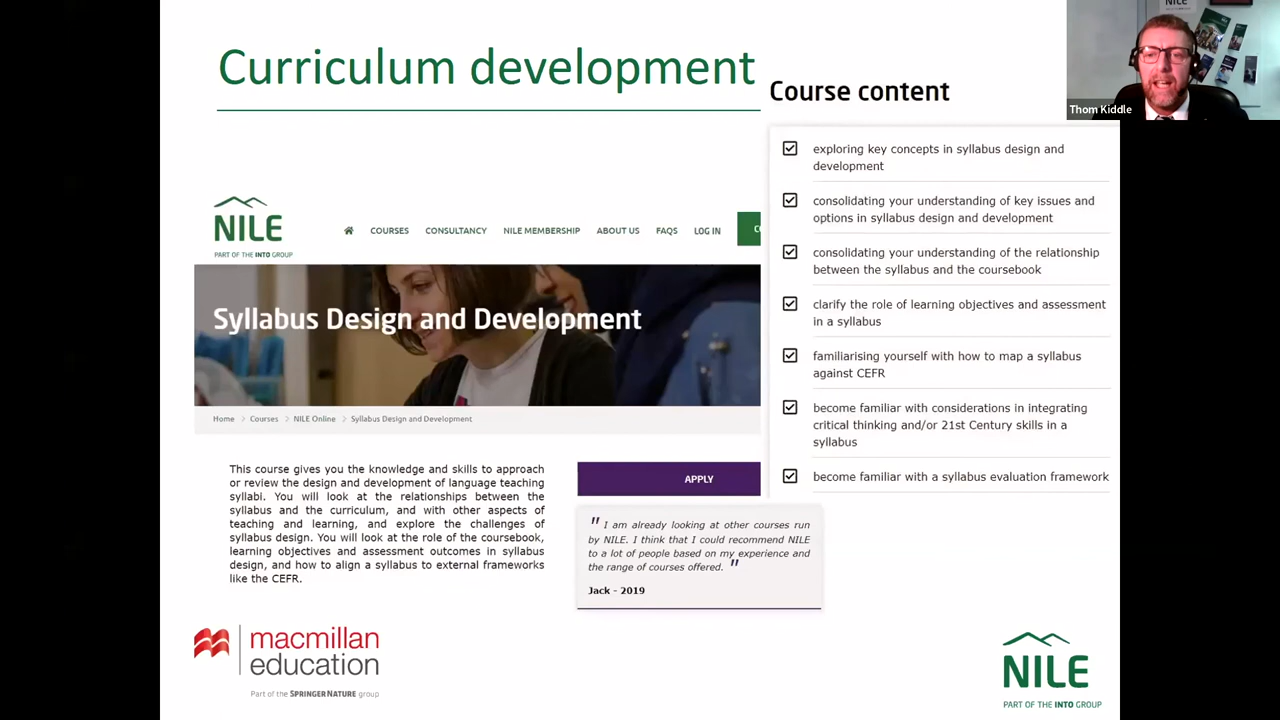 Curriculum development
NILE
PART OF THE INTO GROUP
COURSES
CONSULTANCY
NILE MEMBERSHIP
ABOUT US
FAQS
LOG IN
Syllabus Design and Development
Home > Courses > NILE Online > Syllabus Design and Development
This course gives you the knowledge and skills to approach
or review the design and development of language teaching
syllabi. You will look at the relationships between the
syllabus and the curriculum, and with other aspects of
teaching and learning, and explore the challenges of
syllabus design. You will look at the role of the coursebook,
learning objectives and assessment outcomes in syllabus
design, and how to align a syllabus to external frameworks
like the CEFR.
APPLY
" I am already looking at other courses run
by NILE. I think that I could recommend NILE
to a lot of people based on my experience and
the range of courses offered. "
Jack - 2019
Course content
exploring key concepts in syllabus design and
development
consolidating your understanding of key issues and
options in syllabus design and development
consolidating your understanding of the relationship
between the syllabus and the coursebook
clarify the role of learning objectives and assessment
in a syllabus
familiarising yourself with how to map a syllabus
against CEFR
become familiar with considerations in integrating
critical thinking and/or 21st Century skills in a
syllabus
become familiar with a syllabus evaluation framework
NILE
Thom Kiddle
macmillan
education
Part of the SPRINGER NATURE group
NILE
PART OF THE INTO GROUP